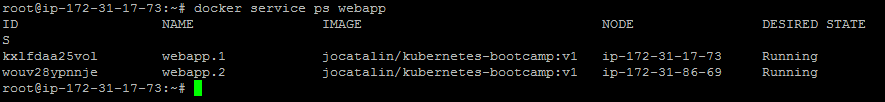 root@ip-172-31-17-73:~# docker service ps webapp
ID NAME IMAGE NODE DESIRED STATE
S
kxlfdaa25vol webapp.1 jocatalin/kubernetes-bootcamp:v1 ip-172-31-17-73 Running
wouv28ypnnje webapp.2 jocatalin/kubernetes-bootcamp:v1 ip-172-31-86-69 Running
root@ip-172-31-17-73:~#